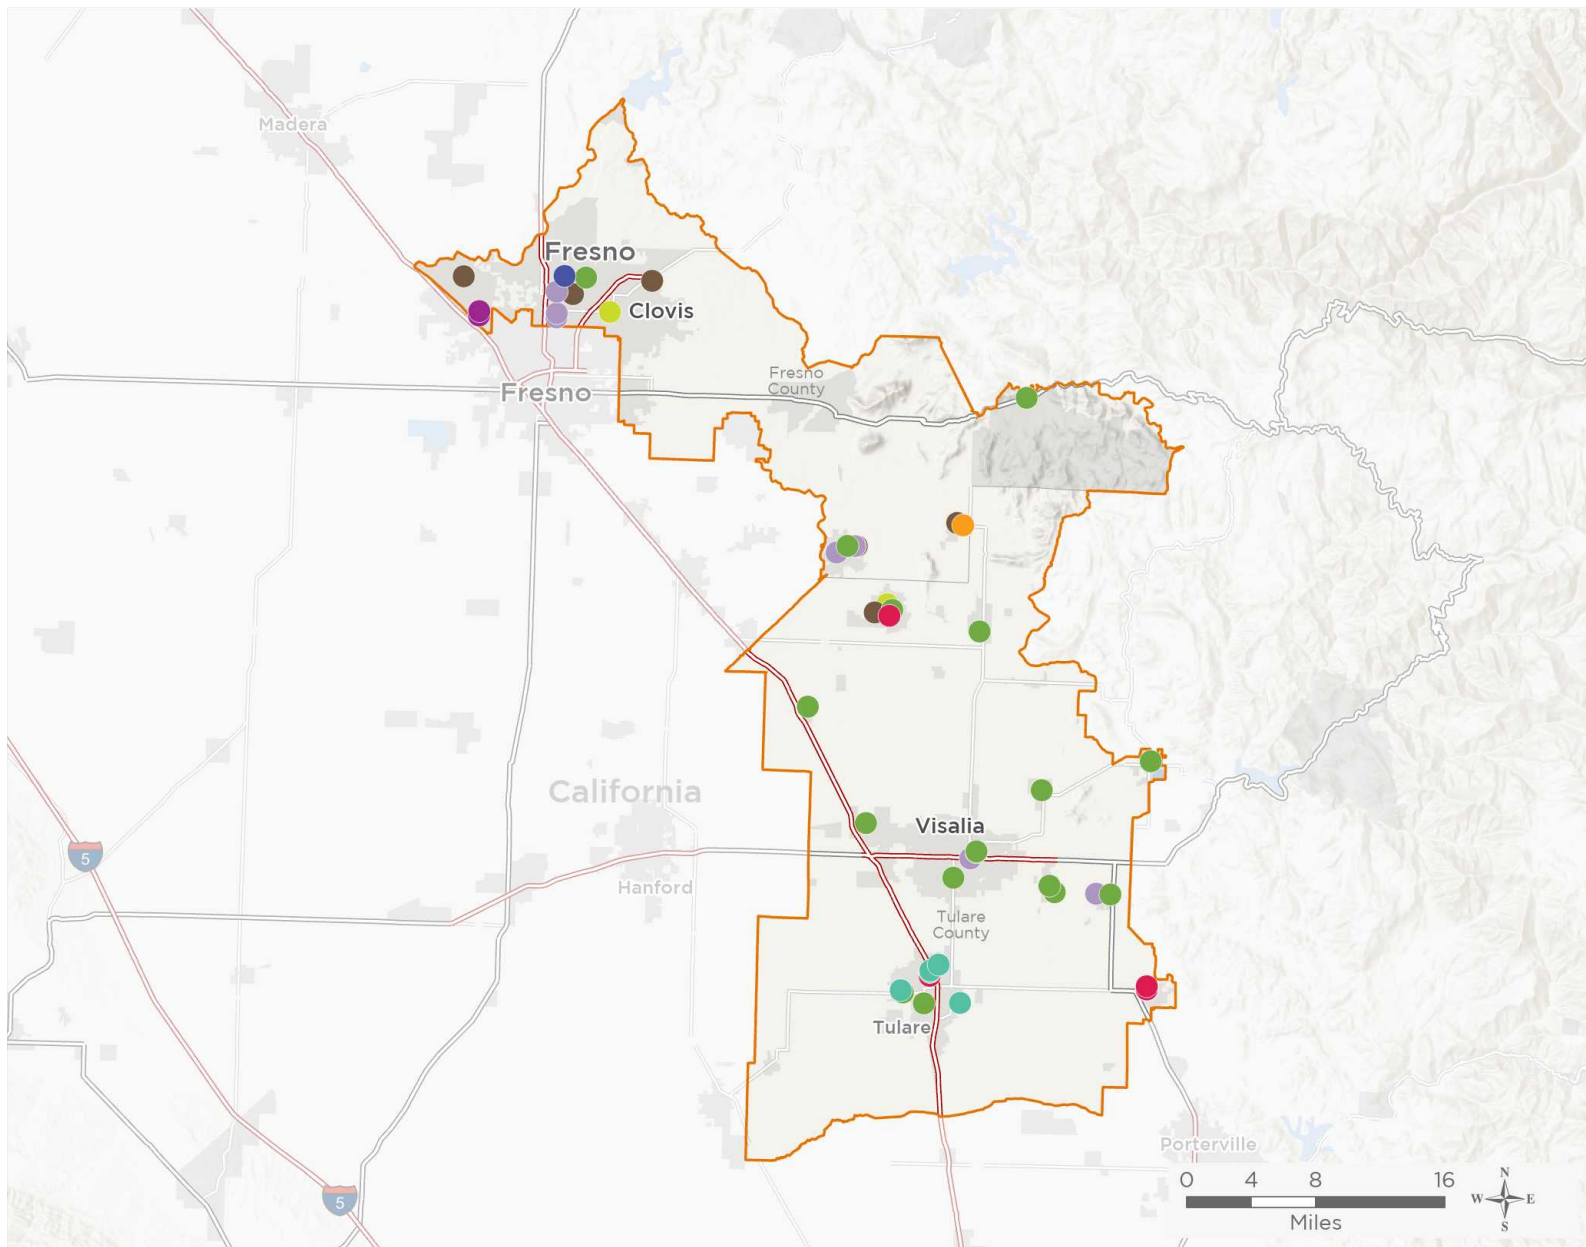 Madera
Fresno
Clovis
Fresno
County
Fresno
California
Visalia
5
Hanford
Tulare
County
Tulare
Porterville
5
0 4 8 16
Miles
N
W E
S